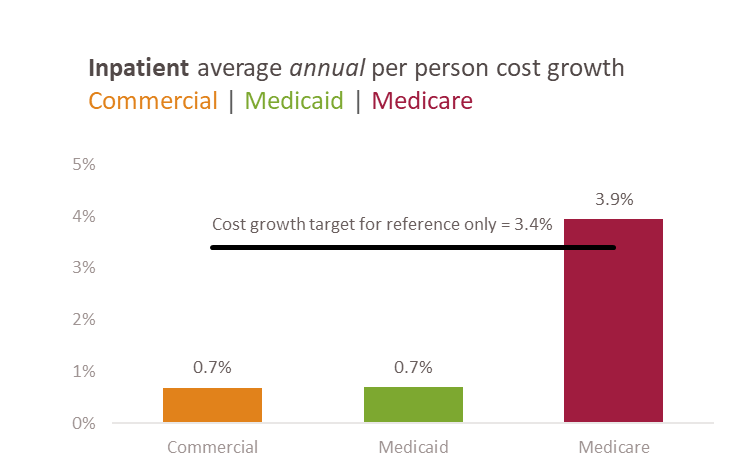 Inpatient average annual per person cost growth
Commercial | Medicaid | Medicare
5%
3.9%
4%
Cost growth target for reference only = 3.4%
3%
2%
1%
0.7%
0.7%
0%
Commercial
Medicaid
Medicare